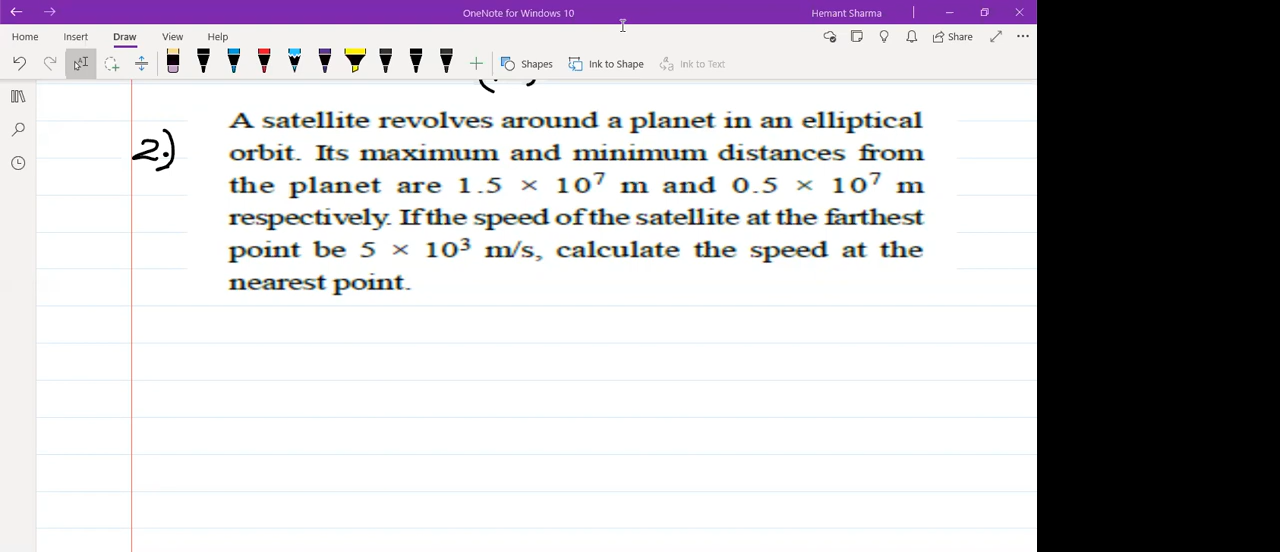 OneNote for Windows 10
Hemant Sharma
Home Insert Draw View Help
Share
Shapes Ink to Shape Ink to Text
2.)
A satellite revolves around a planet in an elliptical
orbit. Its maximum and minimum distances from
the planet are 1.5 × 10⁷ m and 0.5 × 10⁷ m
respectively. If the speed of the satellite at the farthest
point be 5 × 10³ m/s, calculate the speed at the
nearest point.